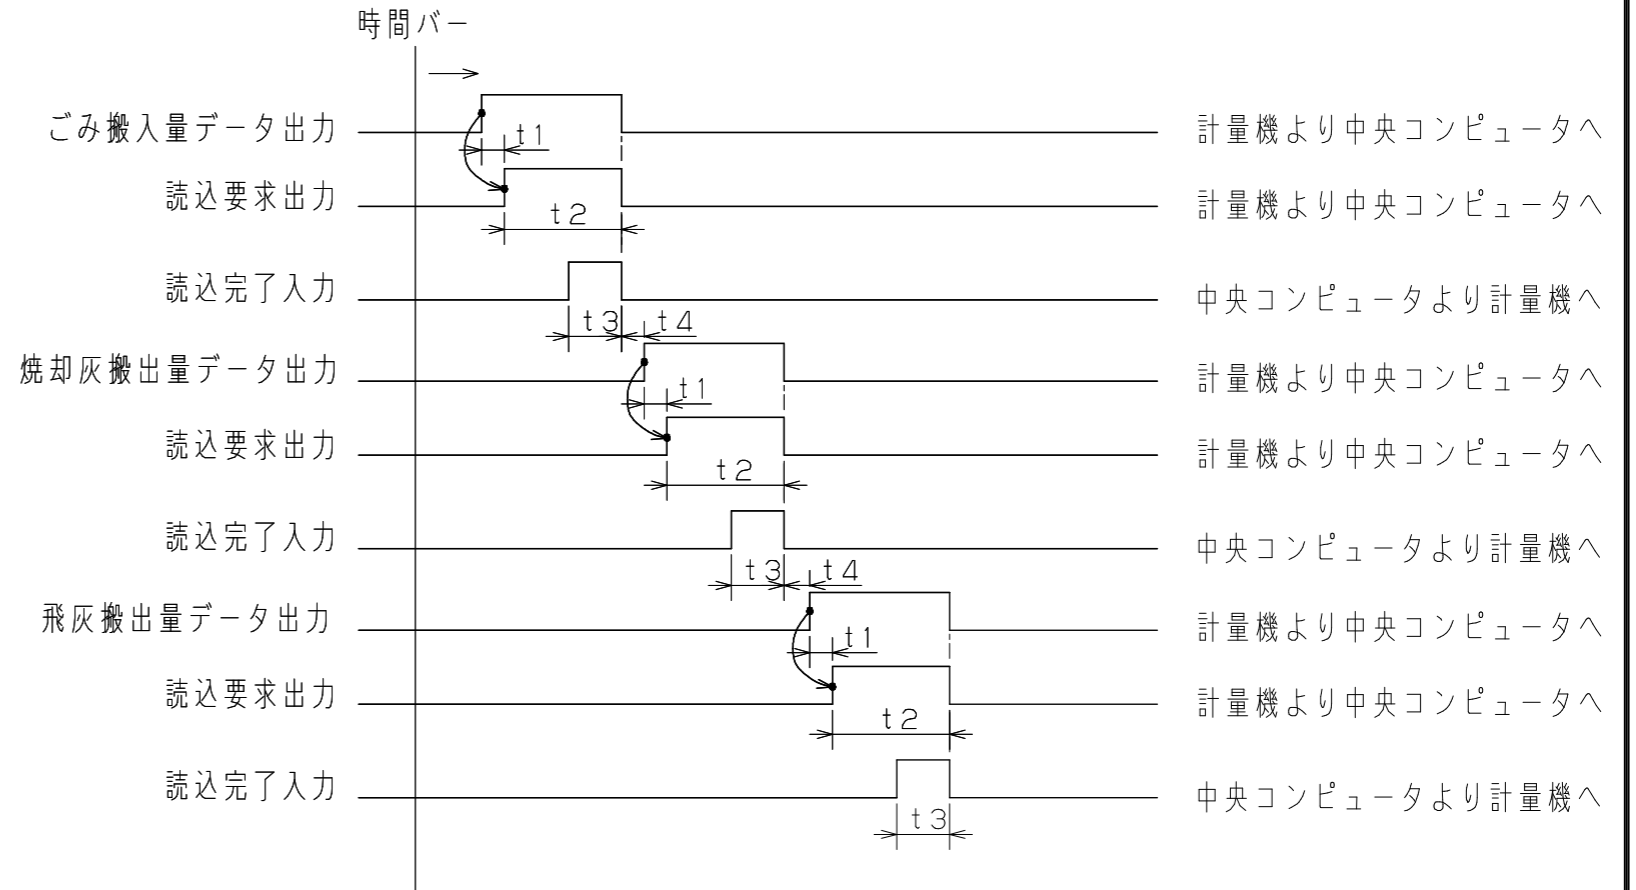 時間バー
ごみ搬入量データ出力
計量機より中央コンピュータへ
t1
読込要求出力
計量機より中央コンピュータへ
t2
読込完了入力
中央コンピュータより計量機へ
t3 t4
焼却灰搬出量データ出力
計量機より中央コンピュータへ
t1
読込要求出力
計量機より中央コンピュータへ
t2
読込完了入力
中央コンピュータより計量機へ
t3 t4
飛灰搬出量データ出力
計量機より中央コンピュータへ
t1
読込要求出力
計量機より中央コンピュータへ
t2
読込完了入力
中央コンピュータより計量機へ
t3